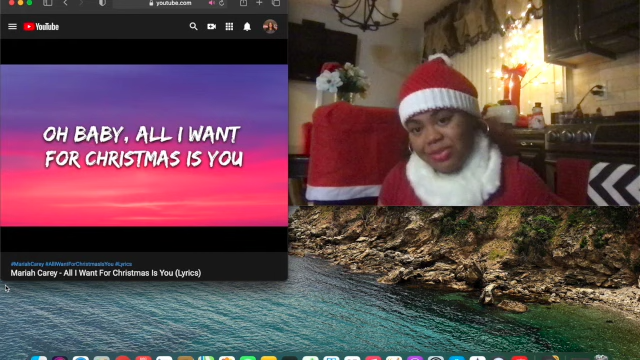 youtube.com
YouTube
OH BABY, ALL I WANT
FOR CHRISTMAS IS YOU
#MariahCarey #AllIWantForChristmasIsYou #Lyrics
Mariah Carey - All I Want For Christmas Is You (Lyrics)